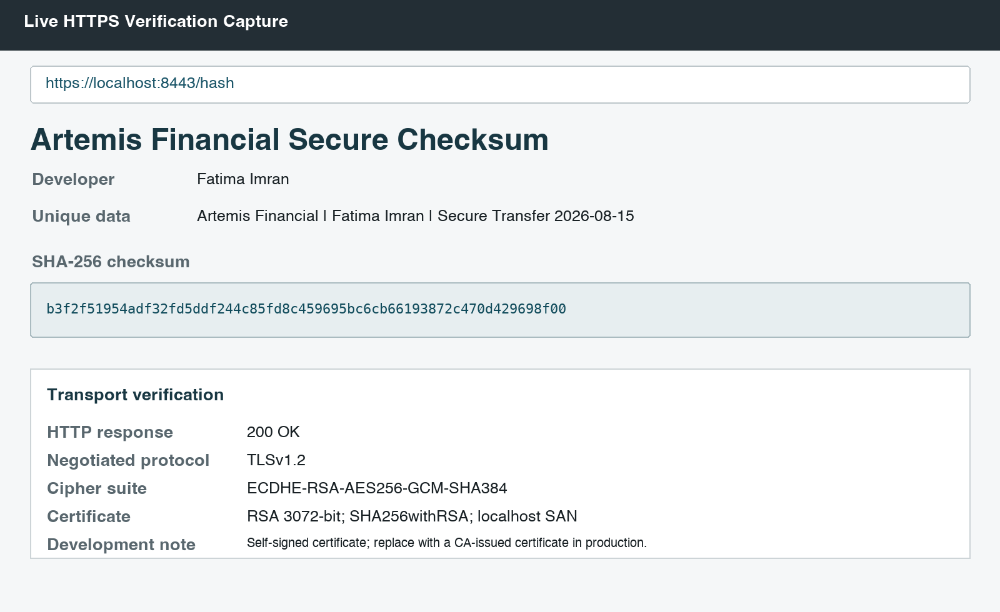 Live HTTPS Verification Capture
https://localhost:8443/hash
Artemis Financial Secure Checksum
Developer Fatima Imran
Unique data Artemis Financial | Fatima Imran | Secure Transfer 2026-08-15
SHA-256 checksum
b3f2f51954adf32fd5ddf244c85fd8c459695bc6cb66193872c470d429698f00
Transport verification
HTTP response 200 OK
Negotiated protocol TLSv1.2
Cipher suite ECDHE-RSA-AES256-GCM-SHA384
Certificate RSA 3072-bit; SHA256withRSA; localhost SAN
Development note Self-signed certificate; replace with a CA-issued certificate in production.